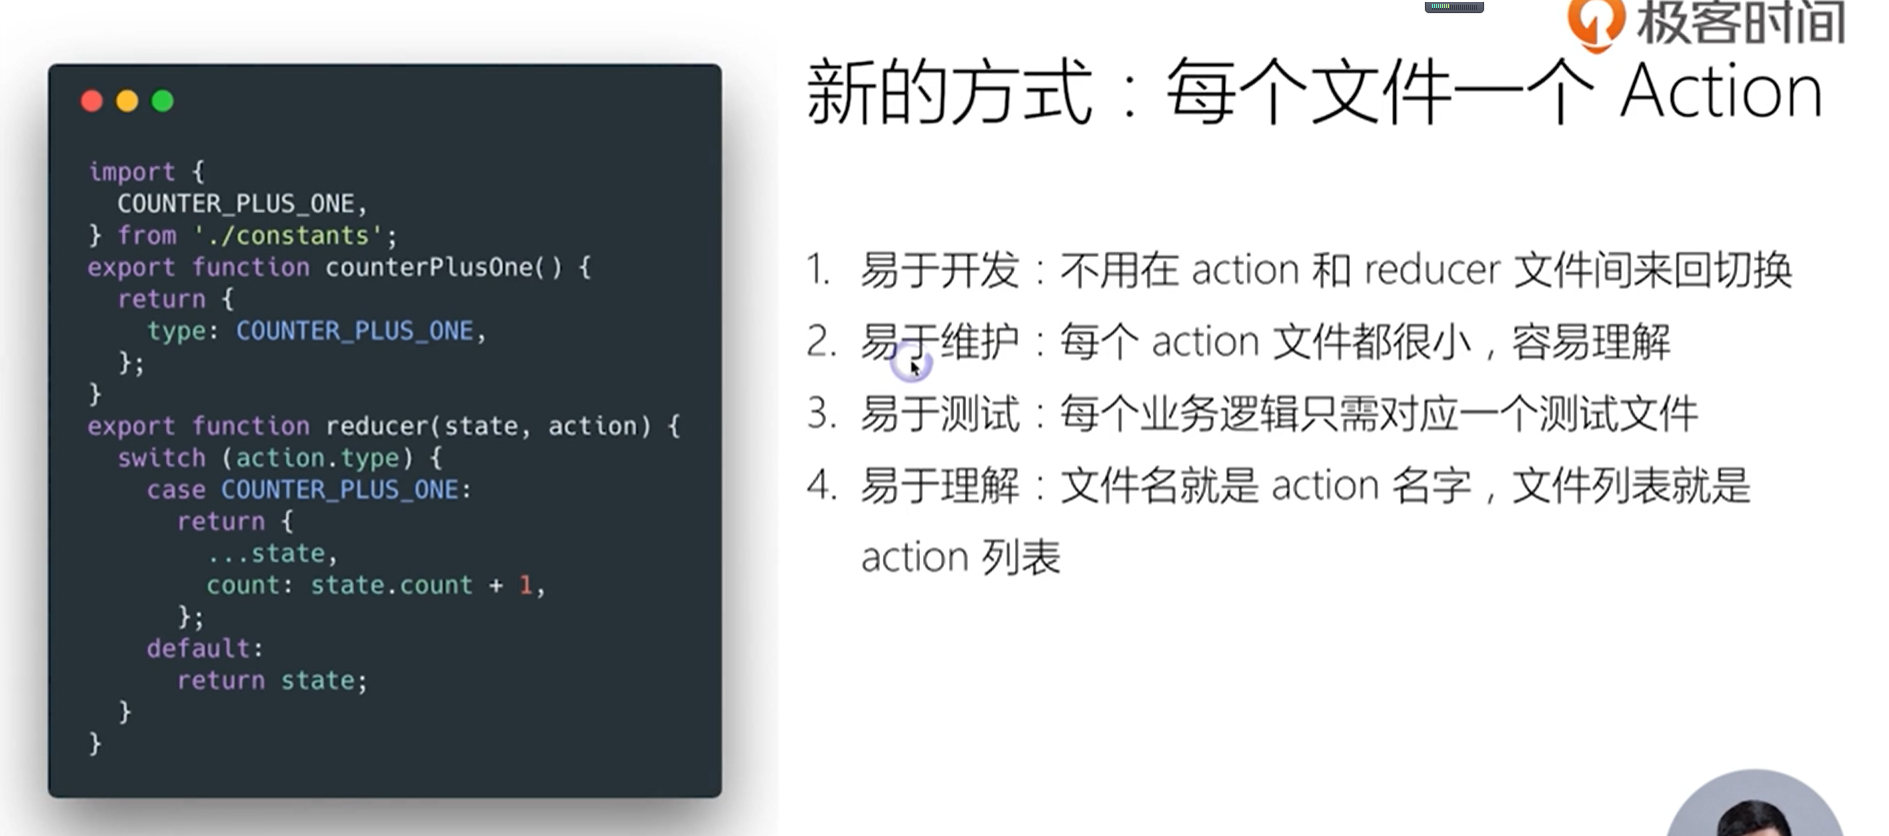 极客时间
新的方式：每个文件一个 Action
import {
  COUNTER_PLUS_ONE,
} from './constants';
export function counterPlusOne() {
  return {
    type: COUNTER_PLUS_ONE,
  };
}
export function reducer(state, action) {
  switch (action.type) {
    case COUNTER_PLUS_ONE:
      return {
        ...state,
        count: state.count + 1,
      };
    default:
      return state;
  }
}
1. 易于开发：不用在 action 和 reducer 文件间来回切换
2. 易于维护：每个 action 文件都很小，容易理解
3. 易于测试：每个业务逻辑只需对应一个测试文件
4. 易于理解：文件名就是 action 名字，文件列表就是
action 列表